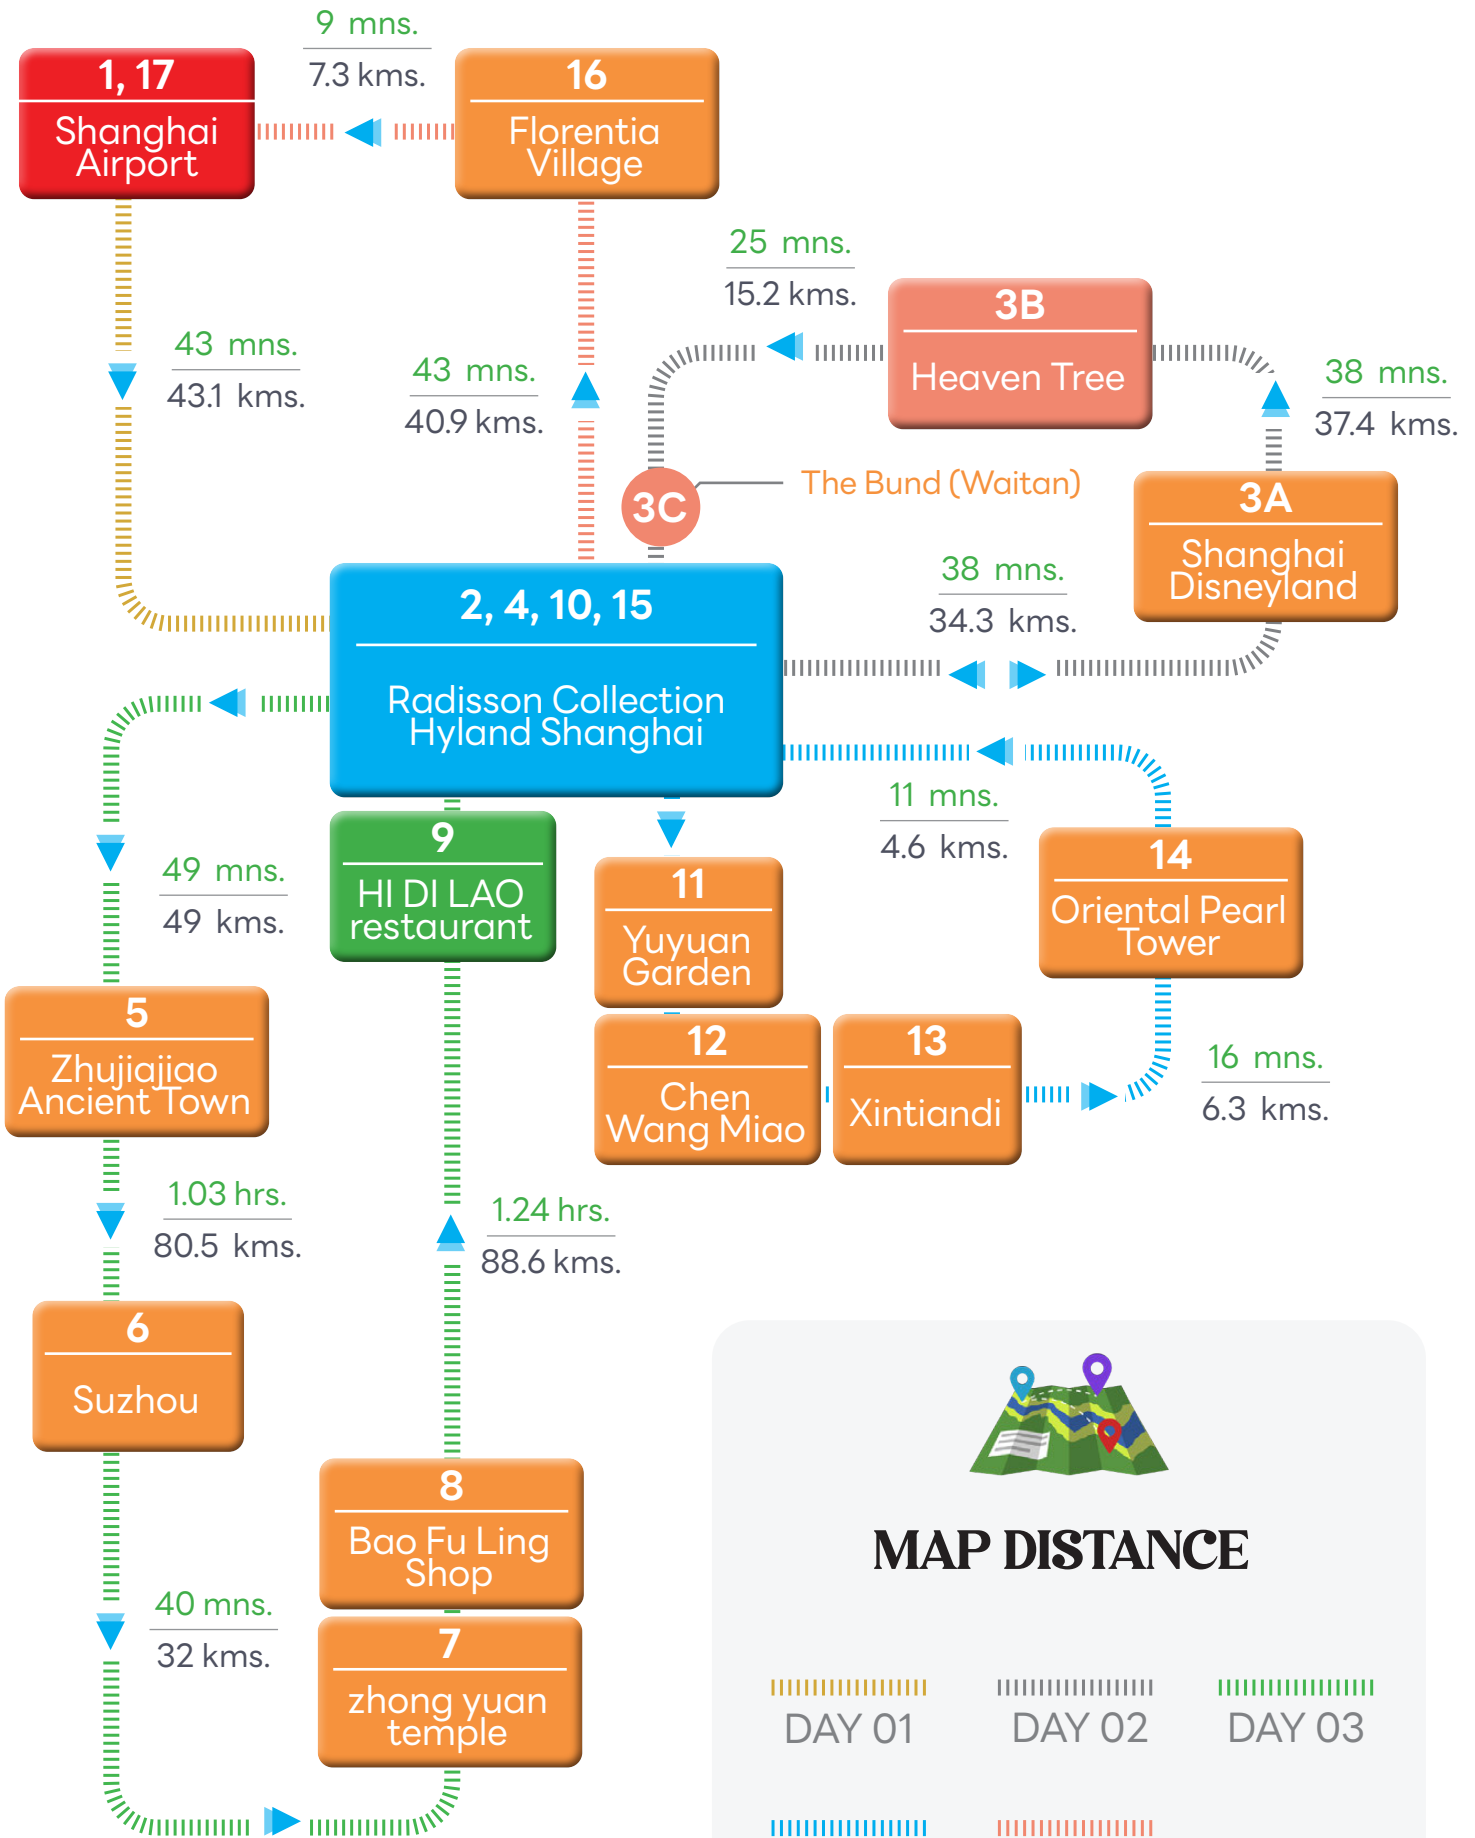 9 mns.
7.3 kms.
1, 17
Shanghai
Airport
16
Florentia
Village
25 mns.
15.2 kms.
3B
Heaven Tree
43 mns.
43.1 kms.
43 mns.
40.9 kms.
38 mns.
37.4 kms.
3C
The Bund (Waitan)
3A
Shanghai
Disneyland
38 mns.
34.3 kms.
2, 4, 10, 15
Radisson Collection
Hyland Shanghai
11 mns.
4.6 kms.
9
HI DI LAO
restaurant
49 mns.
49 kms.
11
Yuyuan
Garden
14
Oriental Pearl
Tower
5
Zhujiajiao
Ancient Town
12
Chen
Wang Miao
13
Xintiandi
16 mns.
6.3 kms.
1.03 hrs.
80.5 kms.
1.24 hrs.
88.6 kms.
6
Suzhou
8
Bao Fu Ling
Shop
40 mns.
32 kms.
7
zhong yuan
temple
MAP DISTANCE
DAY 01
DAY 02
DAY 03